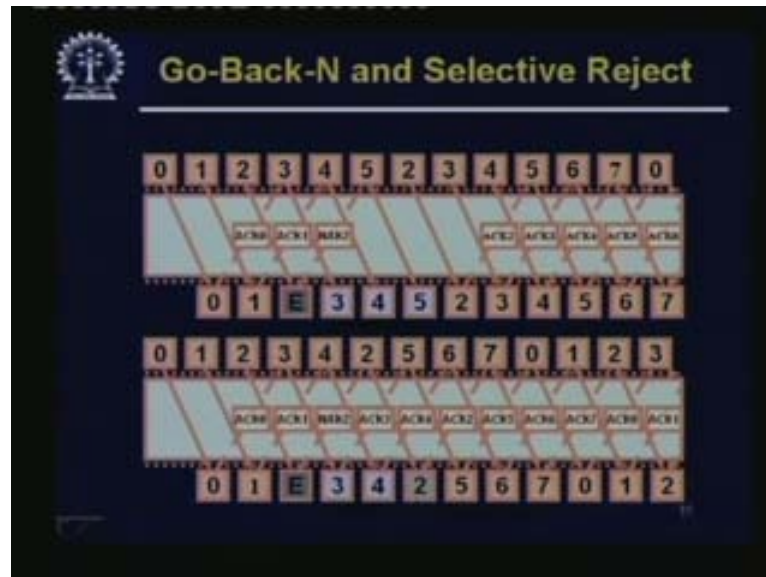 Go-Back-N and Selective Reject
0 1 2 3 4 5 2 3 4 5 6 7 0
ACK0 ACK1 NAK2 ACK2 ACK3 ACK4 ACK5 ACK6
0 1 E 3 4 5 2 3 4 5 6 7
0 1 2 3 4 2 5 6 7 0 1 2 3
ACK0 ACK1 NAK2 ACK3 ACK4 ACK2 ACK5 ACK6 ACK7 ACK0 ACK1
0 1 E 3 4 2 5 6 7 0 1 2